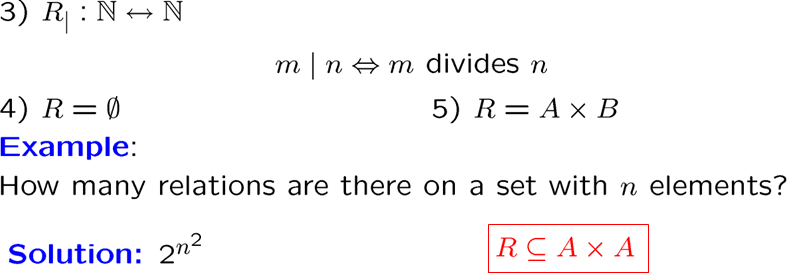 3) R_| : ℕ ↔ ℕ
m | n ⇔ m divides n
4) R = ∅ 5) R = A × B
Example:
How many relations are there on a set with n elements?
Solution: 2^{n^2} R ⊆ A × A